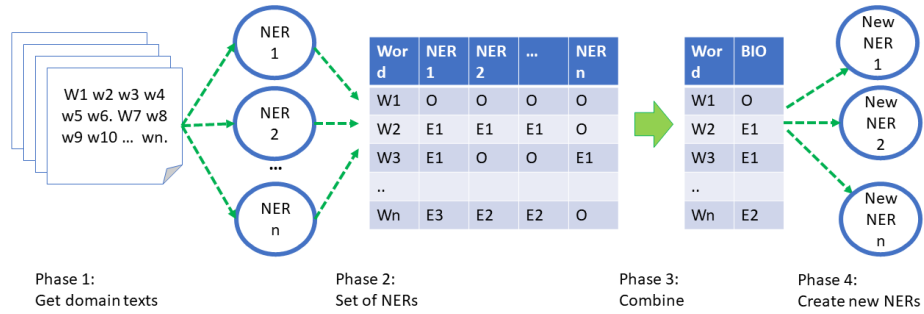 W1 w2 w3 w4
w5 w6. W7 w8
w9 w10 ... wn.
NER
1
NER
2
...
NER
n
Wor
d
NER
1
NER
2
...
NER
n
W1 O O O O
W2 E1 E1 E1 O
W3 E1 O O E1
..
Wn E3 E2 E2 O
Wor
d
BIO
W1 O
W2 E1
W3 E1
..
Wn E2
New
NER
1
New
NER
2
New
NER
n
Phase 1:
Get domain texts
Phase 2:
Set of NERs
Phase 3:
Combine
Phase 4:
Create new NERs